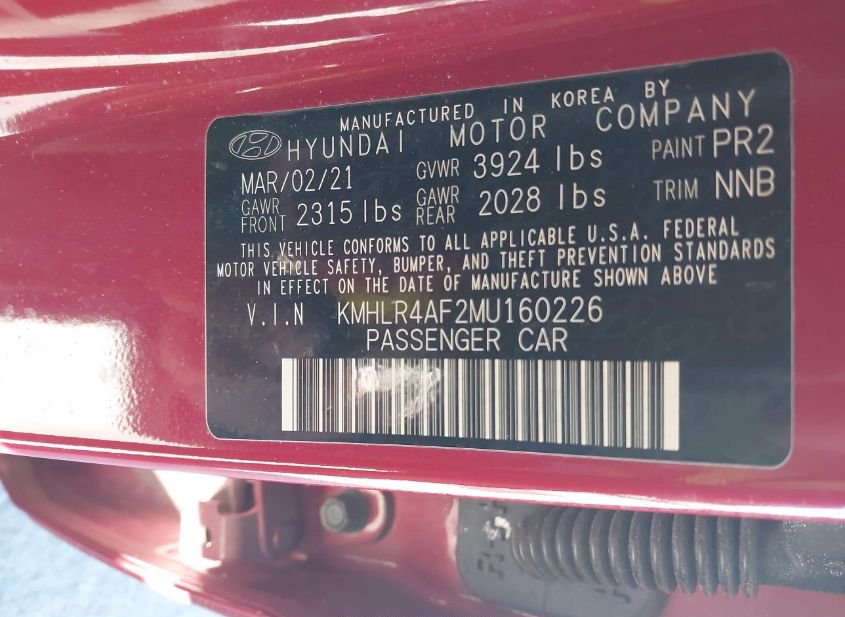 MANUFACTURED IN KOREA BY
HYUNDAI MOTOR COMPANY
MAR/02/21 GVWR 3924 lbs PAINT PR2
GAWR FRONT 2315 lbs GAWR REAR 2028 lbs TRIM NNB
THIS VEHICLE CONFORMS TO ALL APPLICABLE U.S.A. FEDERAL
MOTOR VEHICLE SAFETY, BUMPER, AND THEFT PREVENTION STANDARDS
IN EFFECT ON THE DATE OF MANUFACTURE SHOWN ABOVE
V.I.N KMHLR4AF2MU160226
PASSENGER CAR